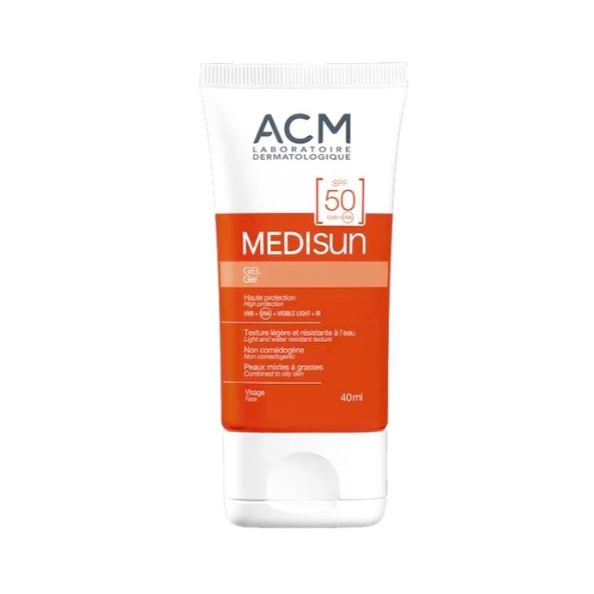 ACM
LABORATOIRE
DERMATOLOGIQUE
SPF
50
UVB + UVA
MEDISUN
GEL
Gel
Haute protection
High protection
UVB + UVA + VISIBLE LIGHT + IR
Texture légère et résistante à l'eau
Light and water resistant texture
Non comédogène
Non comedogenic
Peaux mixtes à grasses
Combined to oily skin
Visage
Face
40ml